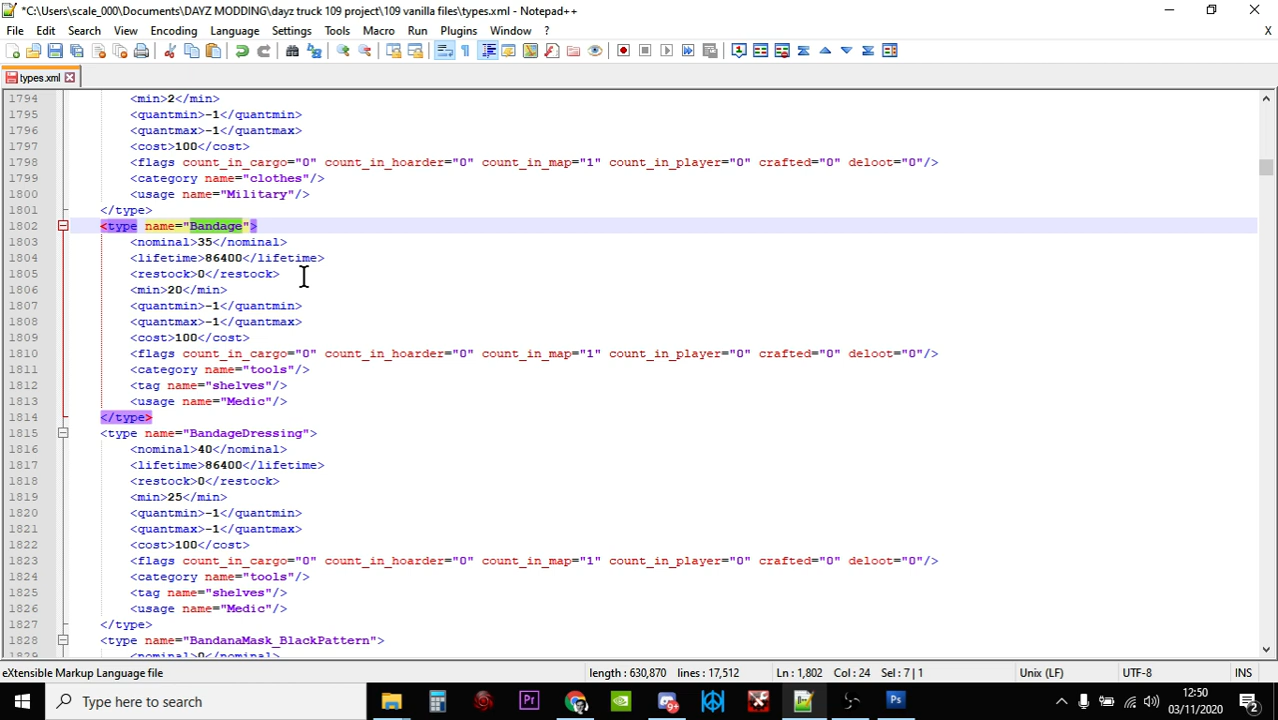 *C:\Users\scale_000\Documents\DAYZ MODDING\dayz truck 109 project\109 vanilla files\types.xml - Notepad++
File Edit Search View Encoding Language Settings Tools Macro Run Plugins Window ?
X
types.xml
1794 <min>2</min>
1795 <quantmin>-1</quantmin>
1796 <quantmax>-1</quantmax>
1797 <cost>100</cost>
1798 <flags count_in_cargo="0" count_in_hoarder="0" count_in_map="1" count_in_player="0" crafted="0" deloot="0"/>
1799 <category name="clothes"/>
1800 <usage name="Military"/>
1801 </type>
1802 <type name="Bandage">
1803 <nominal>35</nominal>
1804 <lifetime>86400</lifetime>
1805 <restock>0</restock>
1806 <min>20</min>
1807 <quantmin>-1</quantmin>
1808 <quantmax>-1</quantmax>
1809 <cost>100</cost>
1810 <flags count_in_cargo="0" count_in_hoarder="0" count_in_map="1" count_in_player="0" crafted="0" deloot="0"/>
1811 <category name="tools"/>
1812 <tag name="shelves"/>
1813 <usage name="Medic"/>
1814 </type>
1815 <type name="BandageDressing">
1816 <nominal>40</nominal>
1817 <lifetime>86400</lifetime>
1818 <restock>0</restock>
1819 <min>25</min>
1820 <quantmin>-1</quantmin>
1821 <quantmax>-1</quantmax>
1822 <cost>100</cost>
1823 <flags count_in_cargo="0" count_in_hoarder="0" count_in_map="1" count_in_player="0" crafted="0" deloot="0"/>
1824 <category name="tools"/>
1825 <tag name="shelves"/>
1826 <usage name="Medic"/>
1827 </type>
1828 <type name="BandanaMask_BlackPattern">
1829 <nominal>0</nominal>
eXtensible Markup Language file length : 630,870 lines : 17,512 Ln : 1,802 Col : 24 Sel : 7 | 1 Unix (LF) UTF-8 INS
Type here to search
Pr
Ps
12:50
03/11/2020
2